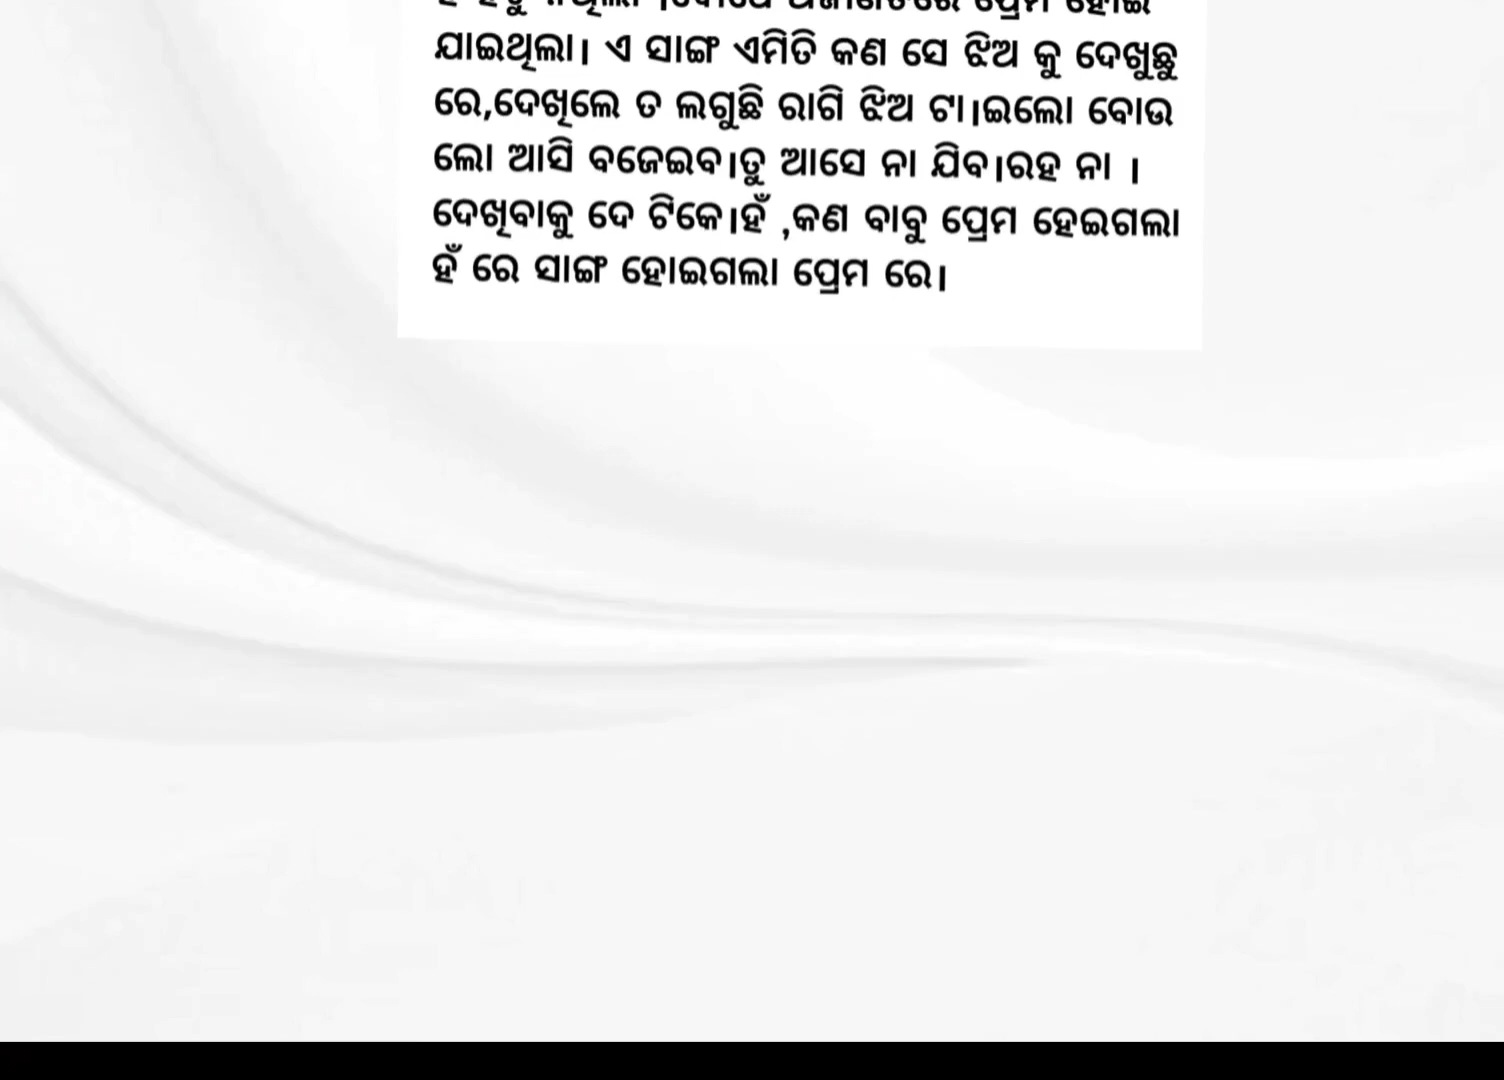 ପ୍ରେମ ହୋଇ
ଯାଇଥିଲା। ଏ ସାଙ୍ଗ ଏମିତି କଣ ସେ ଝିଅ କୁ ଦେଖୁଛୁ
ରେ,ଦେଖିଲେ ତ ଲଗୁଛି ରାଗି ଝିଅ ଟା।ଇଲୋ ବୋଉ
ଲୋ ଆସି ବଜେଇବ।ତୁ ଆସେ ନା ଯିବ।ରହ ନା ।
ଦେଖିବାକୁ ଦେ ଟିକେ।ହଁ ,କଣ ବାବୁ ପ୍ରେମ ହେଇଗଲା
ହଁ ରେ ସାଙ୍ଗ ହୋଇଗଲା ପ୍ରେମ ରେ।